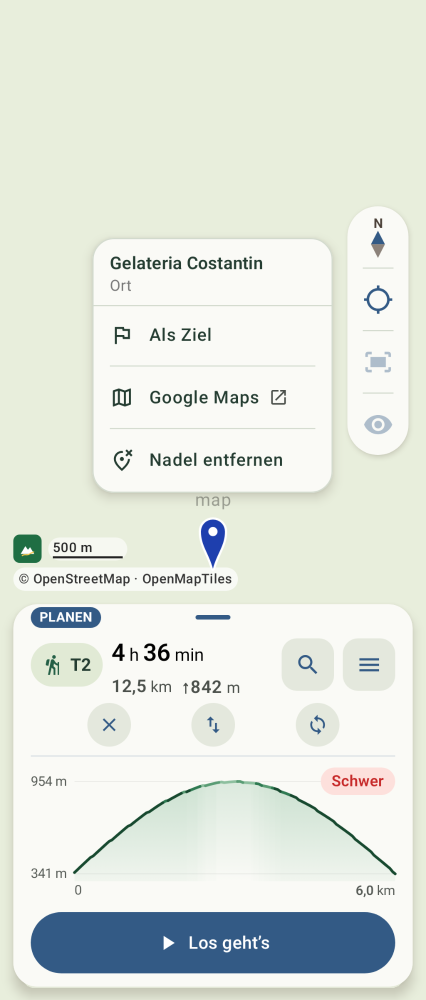 N
Gelateria Costantin
Ort
Als Ziel
Google Maps
Nadel entfernen
map
500 m
© OpenStreetMap · OpenMapTiles
PLANEN
T2
4 h 36 min
12,5 km ↑842 m
954 m
Schwer
341 m
0
6,0 km
Los geht's